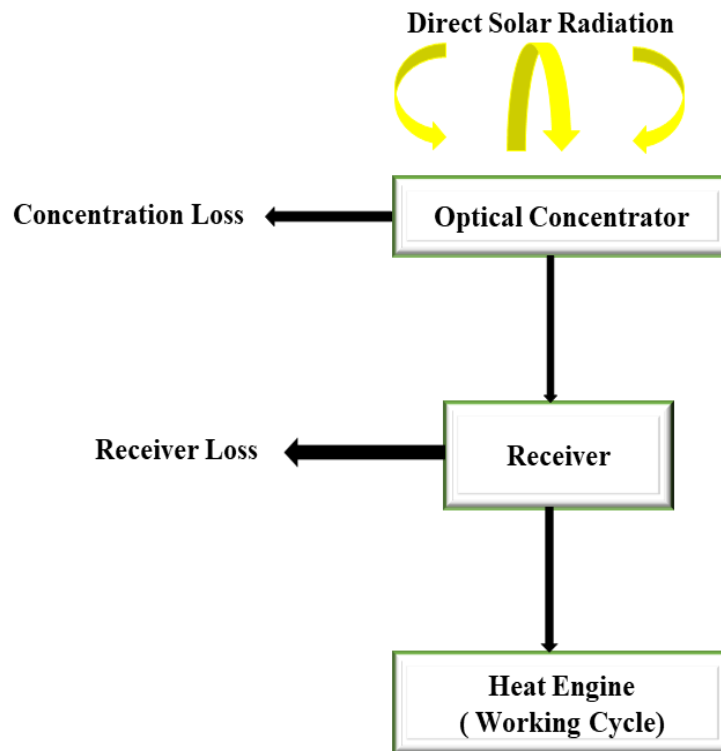 Direct Solar Radiation
Concentration Loss
Optical Concentrator
Receiver Loss
Receiver
Heat Engine
( Working Cycle)